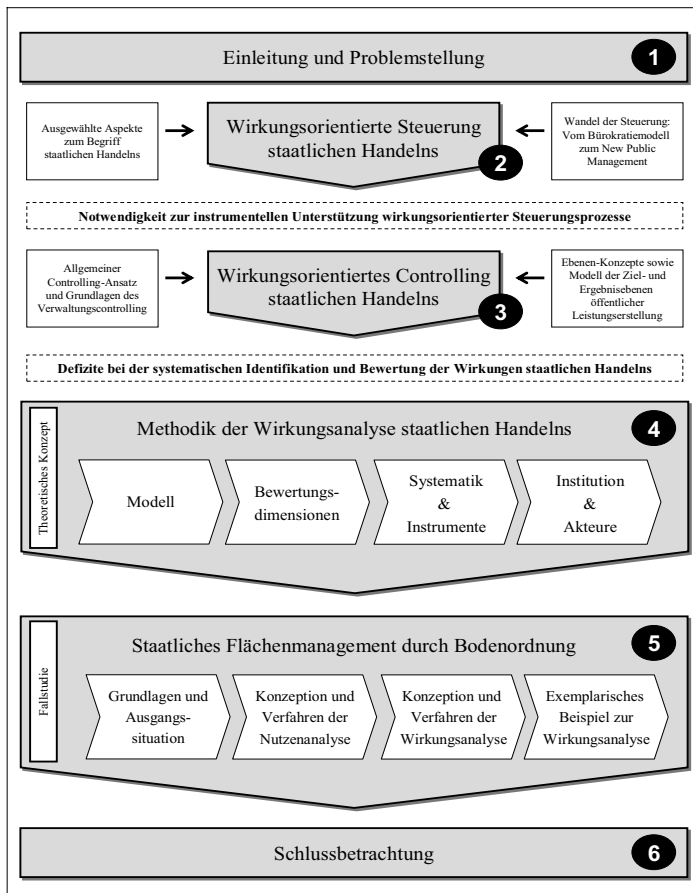 Einleitung und Problemstellung
1
Ausgewählte Aspekte
zum Begriff
staatlichen Handelns
Wirkungsorientierte Steuerung
staatlichen Handelns
2
Wandel der Steuerung:
Vom Bürokratiemodell
zum New Public
Management
Notwendigkeit zur instrumentellen Unterstützung wirkungsorientierter Steuerungsprozesse
Allgemeiner
Controlling-Ansatz
und Grundlagen des
Verwaltungscontrolling
Wirkungsorientiertes Controlling
staatlichen Handelns
3
Ebenen-Konzepte sowie
Modell der Ziel- und
Ergebnisebenen
öffentlicher
Leistungserstellung
Defizite bei der systematischen Identifikation und Bewertung der Wirkungen staatlichen Handelns
Theoretisches Konzept
Methodik der Wirkungsanalyse staatlichen Handelns
4
Modell
Bewertungs-
dimensionen
Systematik
&
Instrumente
Institution
&
Akteure
Fallstudie
Staatliches Flächenmanagement durch Bodenordnung
5
Grundlagen und
Ausgangs-
situation
Konzeption und
Verfahren der
Nutzenanalyse
Konzeption und
Verfahren der
Wirkungsanalyse
Exemplarisches
Beispiel zur
Wirkungsanalyse
Schlussbetrachtung
6